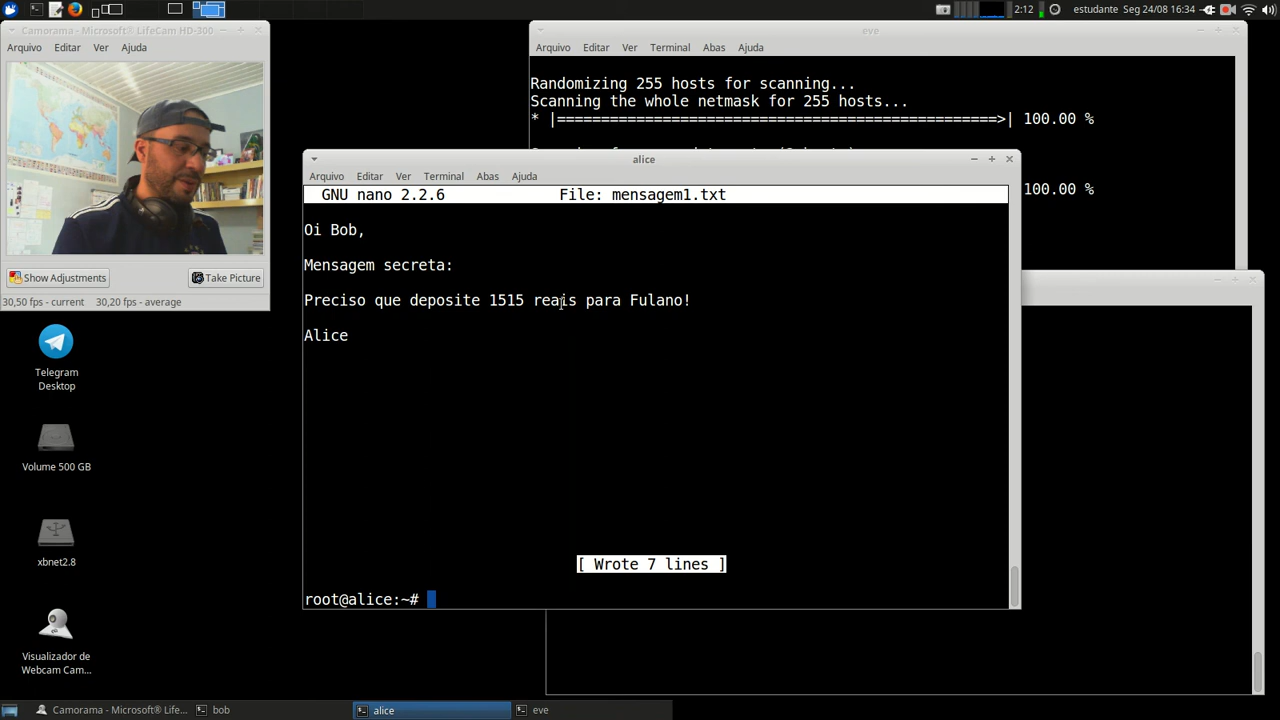 2:12 estudante Seg 24/08 16:34
Camorama - Microsoft® LifeCam HD-300
Arquivo Editar Ver Ajuda
Show Adjustments Take Picture
30,50 fps - current 30,20 fps - average
eve
Arquivo Editar Ver Terminal Abas Ajuda
Randomizing 255 hosts for scanning...
Scanning the whole netmask for 255 hosts...
* |==================================================>| 100.00 %
100.00 %
alice
Arquivo Editar Ver Terminal Abas Ajuda
GNU nano 2.2.6 File: mensagem1.txt
Oi Bob,
Mensagem secreta:
Preciso que deposite 1515 reais para Fulano!
Alice
[ Wrote 7 lines ]
root@alice:~#
Telegram
Desktop
Volume 500 GB
xbnet2.8
Visualizador de
Webcam Cam...
Camorama - Microsoft® Life... bob alice eve